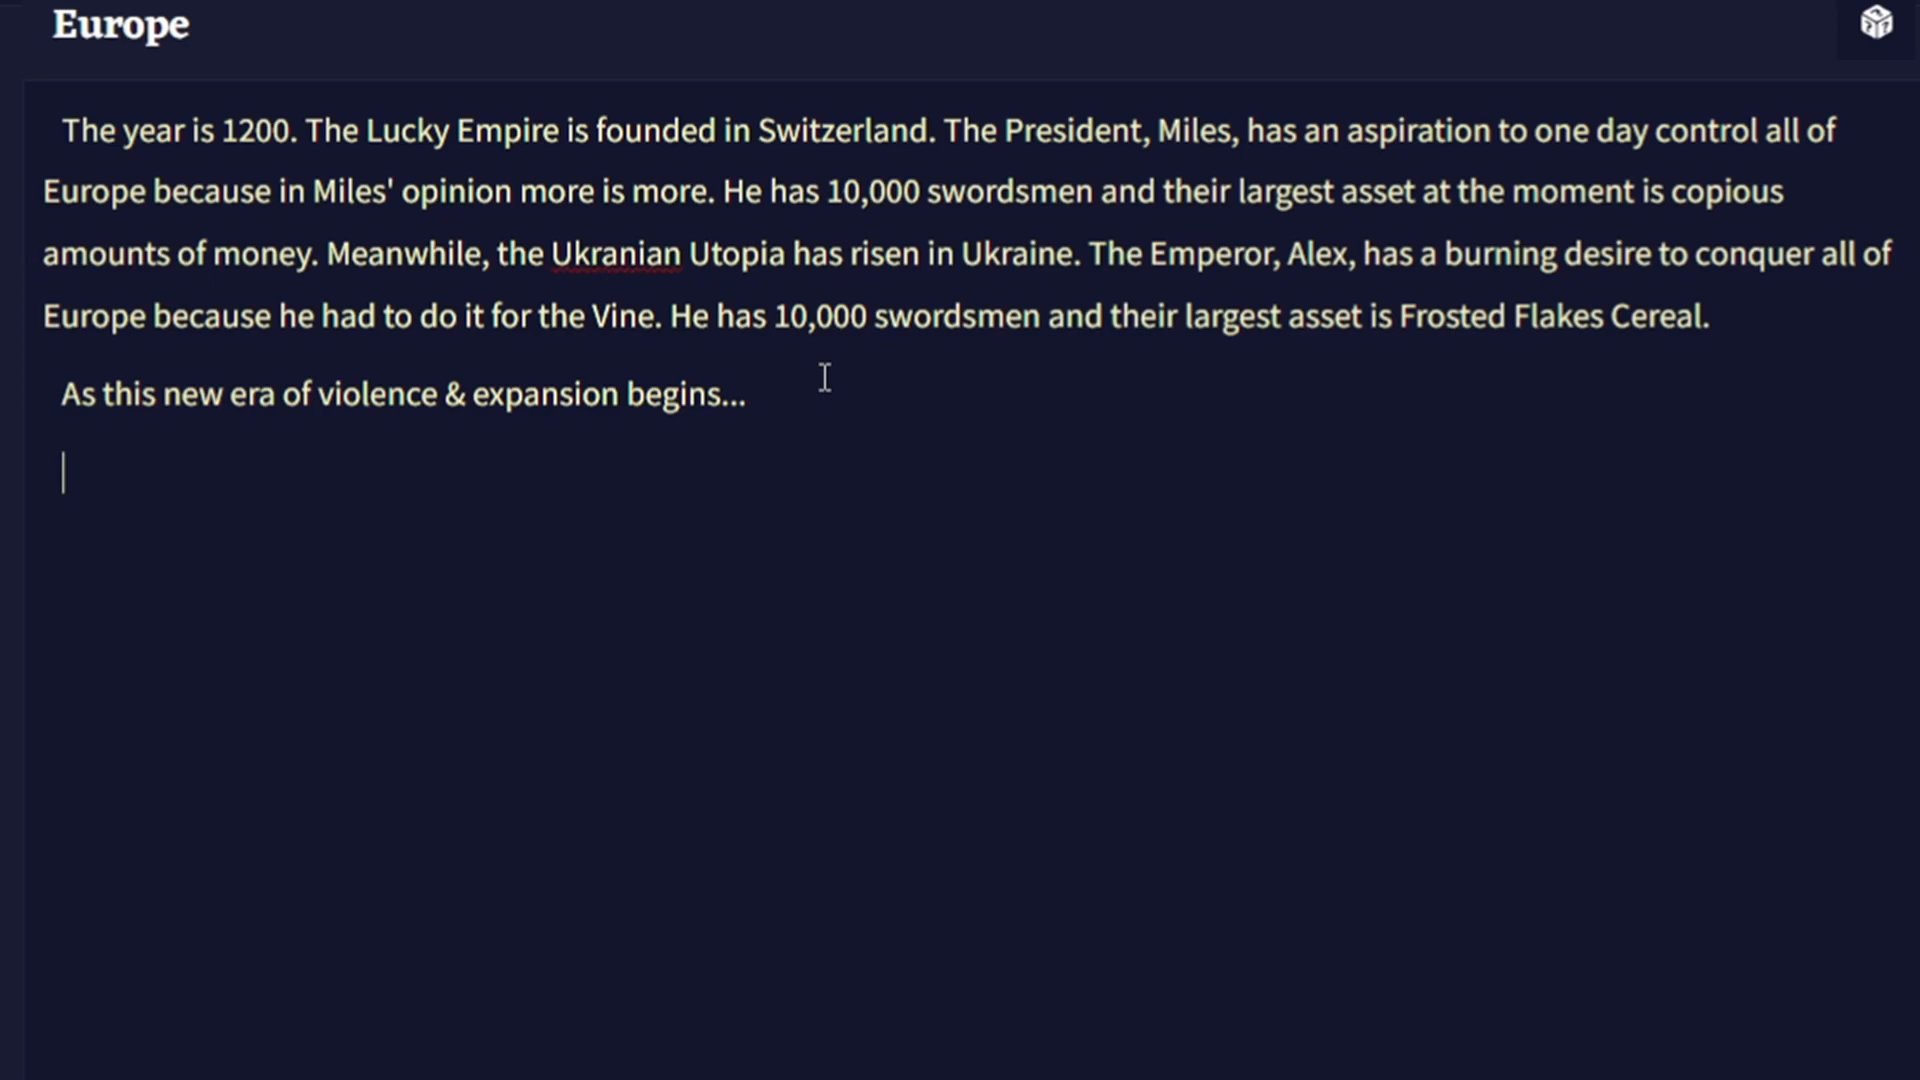 Europe
The year is 1200. The Lucky Empire is founded in Switzerland. The President, Miles, has an aspiration to one day control all of
Europe because in Miles' opinion more is more. He has 10,000 swordsmen and their largest asset at the moment is copious
amounts of money. Meanwhile, the Ukranian Utopia has risen in Ukraine. The Emperor, Alex, has a burning desire to conquer all of
Europe because he had to do it for the Vine. He has 10,000 swordsmen and their largest asset is Frosted Flakes Cereal.
As this new era of violence & expansion begins...